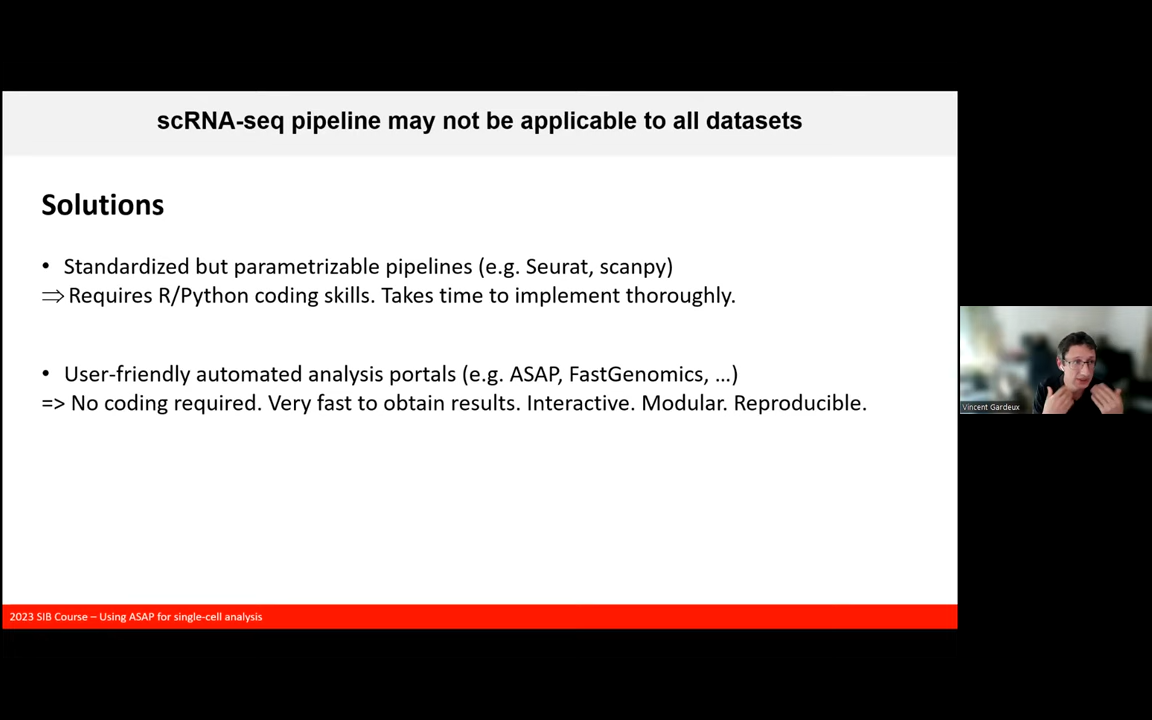 scRNA-seq pipeline may not be applicable to all datasets
Solutions
• Standardized but parametrizable pipelines (e.g. Seurat, scanpy)
⇒ Requires R/Python coding skills. Takes time to implement thoroughly.
• User-friendly automated analysis portals (e.g. ASAP, FastGenomics, ...)
=> No coding required. Very fast to obtain results. Interactive. Modular. Reproducible.
Vincent Gardeux
2023 SIB Course – Using ASAP for single-cell analysis